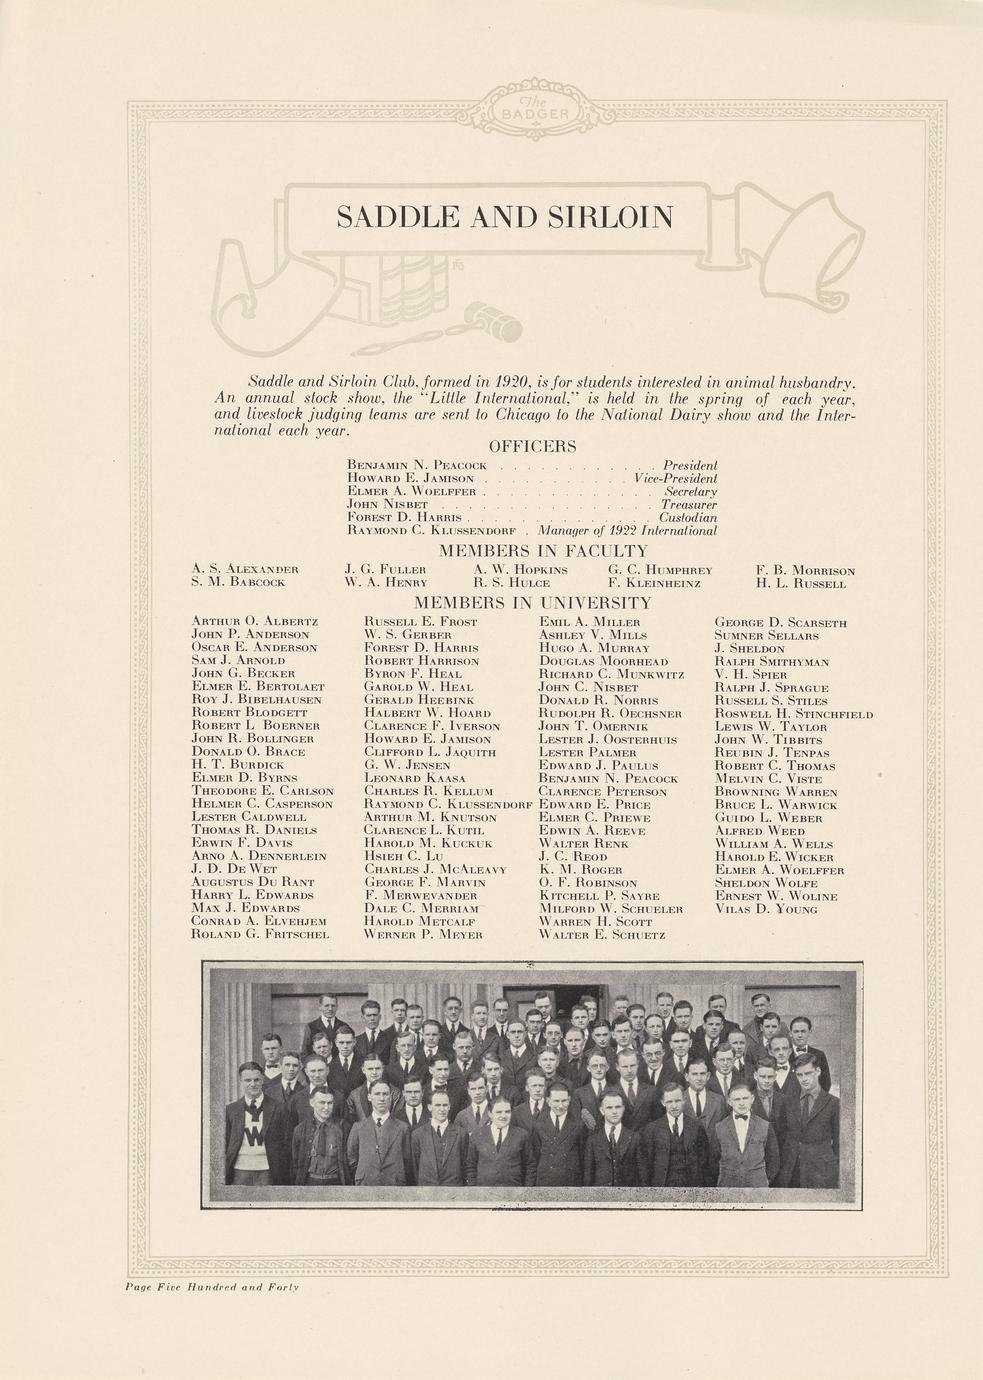 The
BADGER
SADDLE AND SIRLOIN
Saddle and Sirloin Club, formed in 1920, is for students interested in animal husbandry.
An annual stock show, the “Little International,” is held in the spring of each year,
and livestock judging teams are sent to Chicago to the National Dairy show and the Inter-
national each year.
OFFICERS
Benjamin N. Peacock . . . . . . . . . . . . President
Howard E. Jamison . . . . . . . . . . . Vice-President
Elmer A. Woelffer . . . . . . . . . . . . . Secretary
John Nisbet . . . . . . . . . . . . . . . Treasurer
Forest D. Harris . . . . . . . . . . . . . . Custodian
Raymond C. Klussendorf . Manager of 1922 International
MEMBERS IN FACULTY
A. S. Alexander J. G. Fuller A. W. Hopkins G. C. Humphrey F. B. Morrison
S. M. Babcock W. A. Henry R. S. Hulce F. Kleinheinz H. L. Russell
MEMBERS IN UNIVERSITY
Arthur O. Albertz
John P. Anderson
Oscar E. Anderson
Sam J. Arnold
John G. Becker
Elmer E. Bertolaet
Roy J. Bibelhausen
Robert Blodgett
Robert L Boerner
John R. Bollinger
Donald O. Brace
H. T. Burdick
Elmer D. Byrns
Theodore E. Carlson
Helmer C. Casperson
Lester Caldwell
Thomas R. Daniels
Erwin F. Davis
Arno A. Dennerlein
J. D. De Wet
Augustus Du Rant
Harry L. Edwards
Max J. Edwards
Conrad A. Elvehjem
Roland G. Fritschel
Russell E. Frost
W. S. Gerber
Forest D. Harris
Robert Harrison
Byron F. Heal
Garold W. Heal
Gerald Heebink
Halbert W. Hoard
Clarence F. Iverson
Howard E. Jamison
Clifford L. Jaquith
G. W. Jensen
Leonard Kaasa
Charles R. Kellum
Raymond C. Klussendorf
Arthur M. Knutson
Clarence L. Kutil
Harold M. Kuckuk
Hsieh C. Lu
Charles J. McAleavy
George F. Marvin
F. Merwevander
Dale C. Merriam
Harold Metcalf
Werner P. Meyer
Emil A. Miller
Ashley V. Mills
Hugo A. Murray
Douglas Moorhead
Richard C. Munkwitz
John C. Nisbet
Donald R. Norris
Rudolph R. Oechsner
John T. Omernik
Lester J. Oosterhuis
Lester Palmer
Edward J. Paulus
Benjamin N. Peacock
Clarence Peterson
Edward E. Price
Elmer C. Priewe
Edwin A. Reeve
Walter Renk
J. C. Reod
K. M. Roger
O. F. Robinson
Kitchell P. Sayre
Milford W. Schueler
Warren H. Scott
Walter E. Schuetz
George D. Scarseth
Sumner Sellars
J. Sheldon
Ralph Smithyman
V. H. Spier
Ralph J. Sprague
Russell S. Stiles
Roswell H. Stinchfield
Lewis W. Taylor
John W. Tibbits
Reubin J. Tenpas
Robert C. Thomas
Melvin C. Viste
Browning Warren
Bruce L. Warwick
Guido L. Weber
Alfred Weed
William A. Wells
Harold E. Wicker
Elmer A. Woelffer
Sheldon Wolfe
Ernest W. Woline
Vilas D. Young
W
Page Five Hundred and Forty